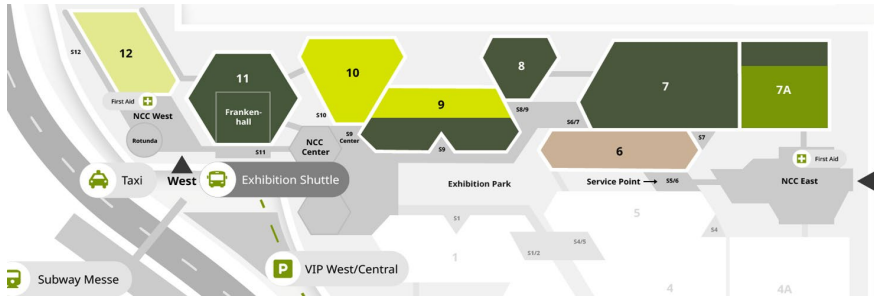 12
S12
First Aid
NCC West
Rotunda
11
Franken-
hall
S11
10
S10
S9
Center
NCC
Center
9
S9
8
S8/9
S6/7
7
7A
S7
6
First Aid
Taxi
West
Exhibition Shuttle
Exhibition Park
Service Point
S5/6
NCC East
S1
1
S1/2
S4/5
5
S4
4
4A
P
VIP West/Central
Subway Messe